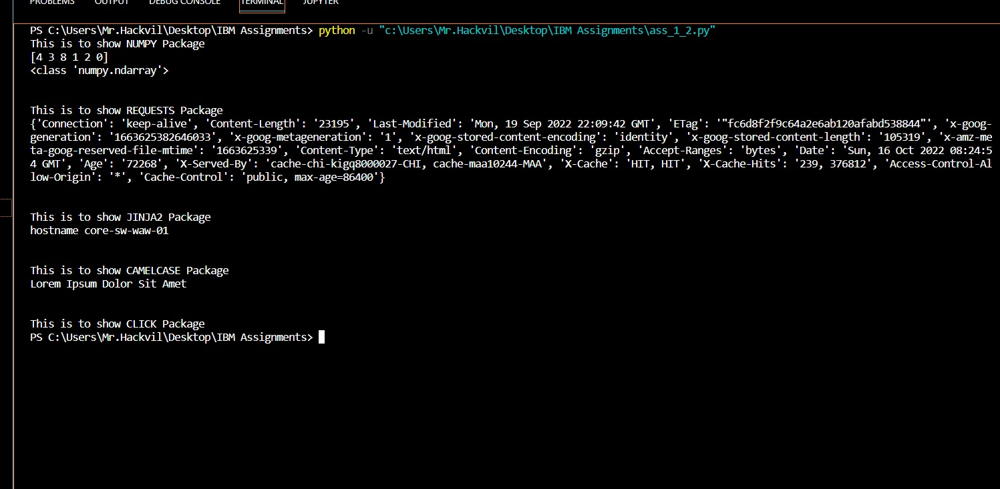 PROBLEMS OUTPUT DEBUG CONSOLE TERMINAL JUPYTER
PS C:\Users\Mr.Hackvil\Desktop\IBM Assignments> python -u "c:\Users\Mr.Hackvil\Desktop\IBM Assignments\ass_1_2.py"
This is to show NUMPY Package
[4 3 8 1 2 0]
<class 'numpy.ndarray'>
This is to show REQUESTS Package
{'Connection': 'keep-alive', 'Content-Length': '23195', 'Last-Modified': 'Mon, 19 Sep 2022 22:09:42 GMT', 'ETag': '"fc6d8f2f9c64a2e6ab120afabd538844"', 'x-goog-
generation': '1663625382646033', 'x-goog-metageneration': '1', 'x-goog-stored-content-encoding': 'identity', 'x-goog-stored-content-length': '105319', 'x-amz-me
ta-goog-reserved-file-mtime': '1663625339', 'Content-Type': 'text/html', 'Content-Encoding': 'gzip', 'Accept-Ranges': 'bytes', 'Date': 'Sun, 16 Oct 2022 08:24:5
4 GMT', 'Age': '72268', 'X-Served-By': 'cache-chi-kigq8000027-CHI, cache-maa10244-MAA', 'X-Cache': 'HIT, HIT', 'X-Cache-Hits': '239, 376812', 'Access-Control-Al
low-Origin': '*', 'Cache-Control': 'public, max-age=86400'}
This is to show JINJA2 Package
hostname core-sw-waw-01
This is to show CAMELCASE Package
Lorem Ipsum Dolor Sit Amet
This is to show CLICK Package
PS C:\Users\Mr.Hackvil\Desktop\IBM Assignments>